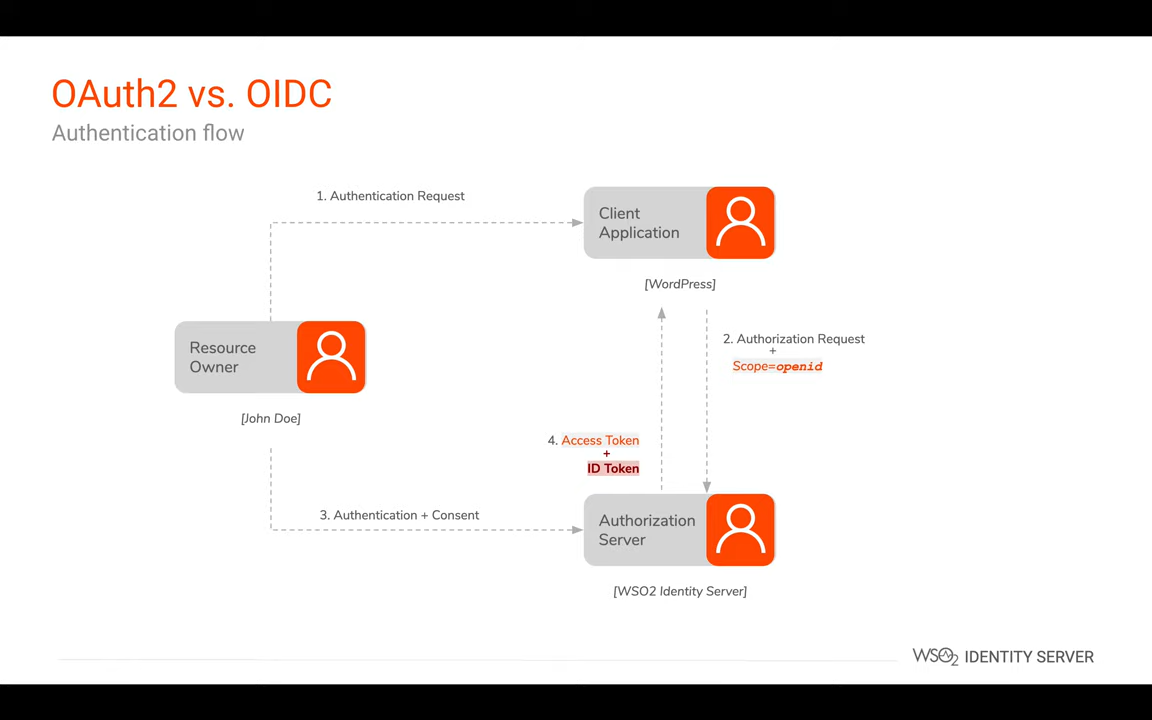 OAuth2 vs. OIDC
Authentication flow
1. Authentication Request
Client
Application
[WordPress]
2. Authorization Request
+
Scope=openid
Resource
Owner
[John Doe]
4. Access Token
+
ID Token
3. Authentication + Consent
Authorization
Server
[WSO2 Identity Server]
WSO2 IDENTITY SERVER